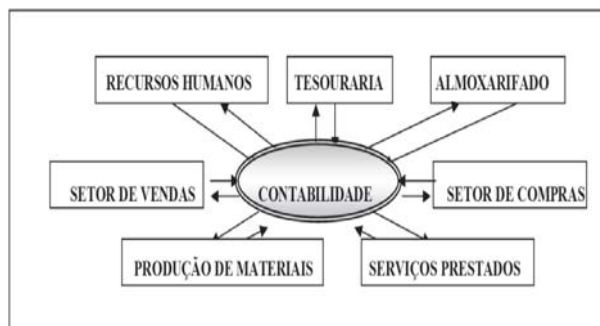 RECURSOS HUMANOS
TESOURARIA
ALMOXARIFADO
SETOR DE VENDAS
CONTABILIDADE
SETOR DE COMPRAS
PRODUÇÃO DE MATERIAIS
SERVIÇOS PRESTADOS